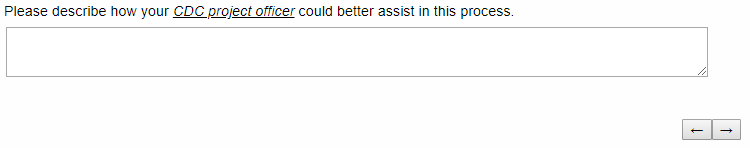 Please describe how your CDC project officer could better assist in this process.
← →